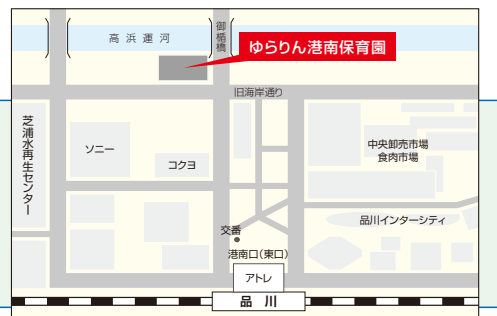 高浜運河
御楯橋
ゆらりん港南保育園
旧海岸通り
芝浦水再生センター
ソニー
コクヨ
中央卸売市場
食肉市場
品川インターシティ
交番
港南口(東口)
アトレ
品川